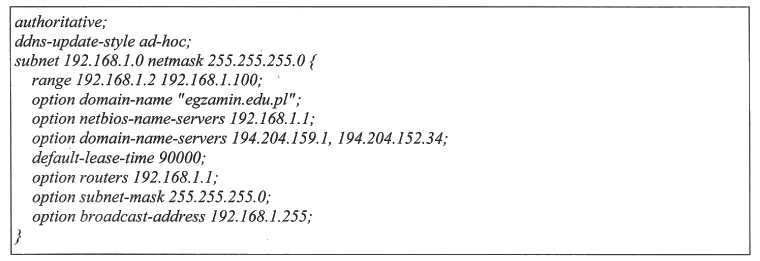 authoritative;
ddns-update-style ad-hoc;
subnet 192.168.1.0 netmask 255.255.255.0 {
range 192.168.1.2 192.168.1.100;
option domain-name "egzamin.edu.pl";
option netbios-name-servers 192.168.1.1;
option domain-name-servers 194.204.159.1, 194.204.152.34;
default-lease-time 90000;
option routers 192.168.1.1;
option subnet-mask 255.255.255.0;
option broadcast-address 192.168.1.255;
}